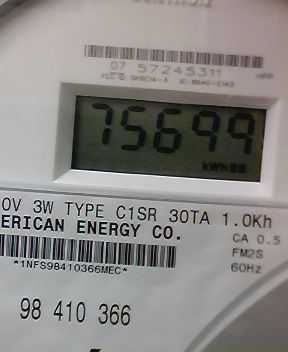 07 57245311
75699
kWh
0V 3W TYPE C1SR 30TA 1.0Kh
ERICAN ENERGY CO.
CA 0.5
FM2S
*1NFS98410366MEC*
60Hz
98 410 366